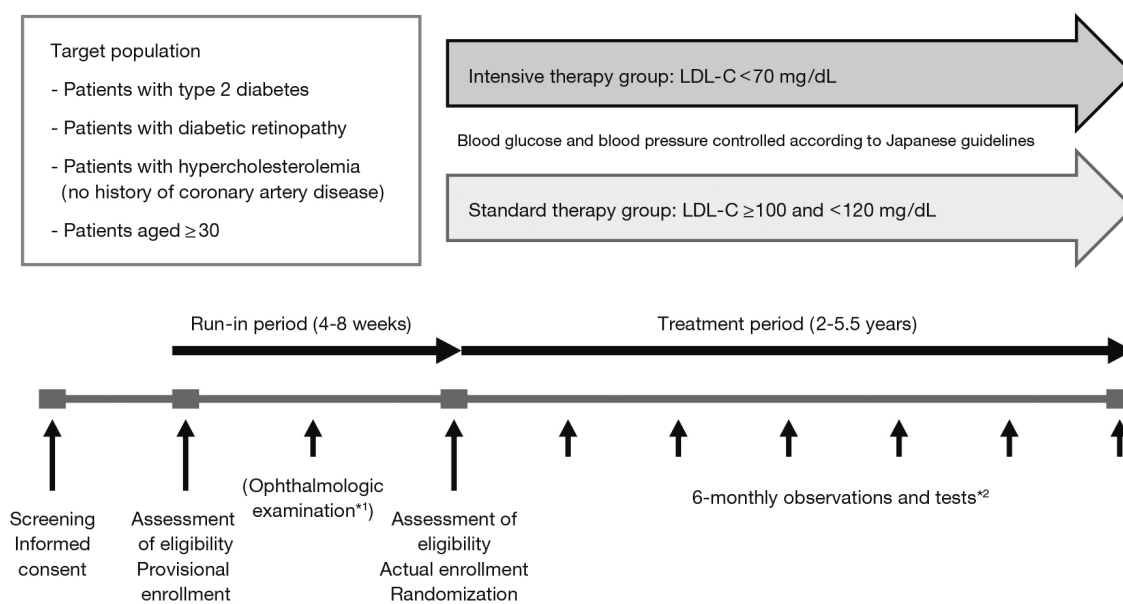 Target population
- Patients with type 2 diabetes
- Patients with diabetic retinopathy
- Patients with hypercholesterolemia
(no history of coronary artery disease)
- Patients aged ≥30
Intensive therapy group: LDL-C<70 mg/dL
Blood glucose and blood pressure controlled according to Japanese guidelines
Standard therapy group: LDL-C ≥100 and <120 mg/dL
Run-in period (4-8 weeks)
Treatment period (2-5.5 years)
Screening
Informed
consent
Assessment
of eligibility
Provisional
enrollment
(Ophthalmologic
examination*1)
Assessment of
eligibility
Actual enrollment
Randomization
6-monthly observations and tests*2